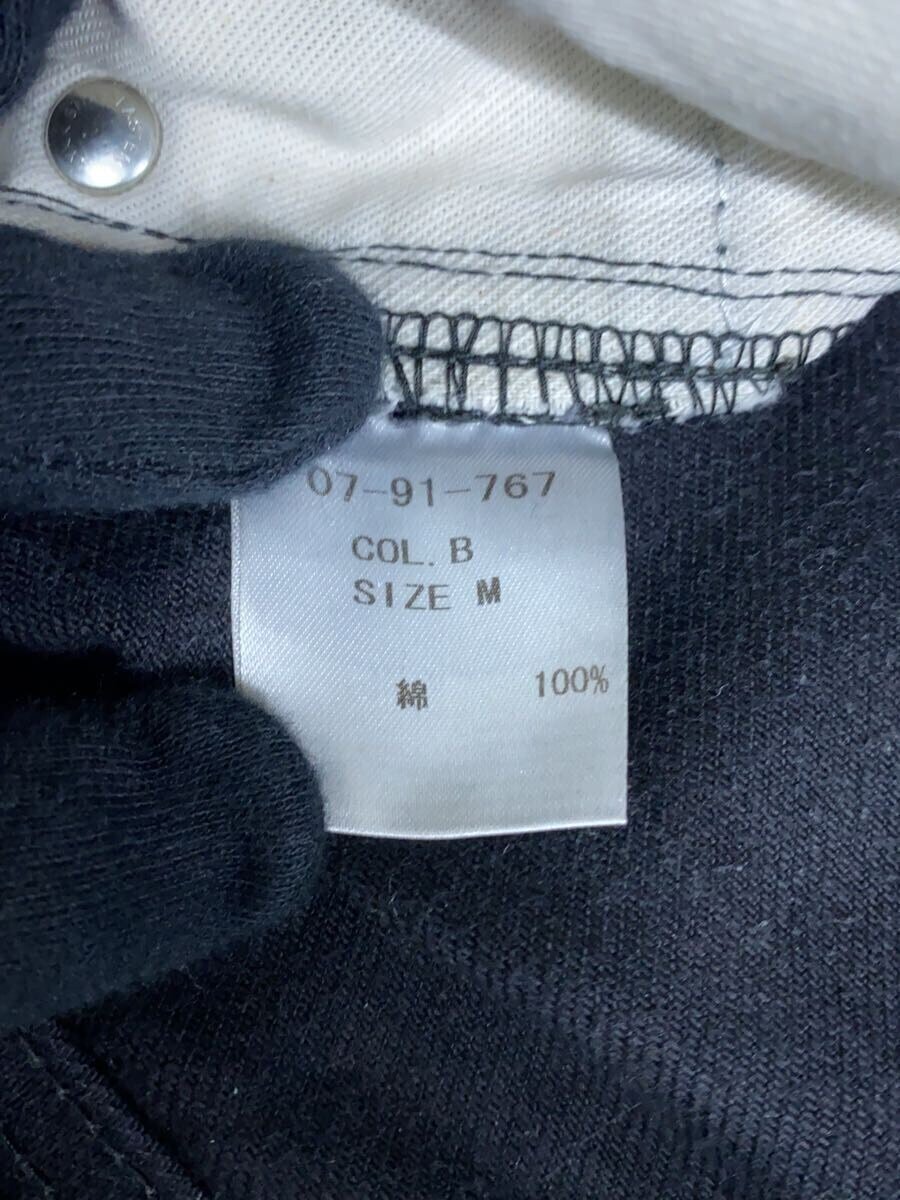 07-91-767
COL. B
SIZE M
綿 100%